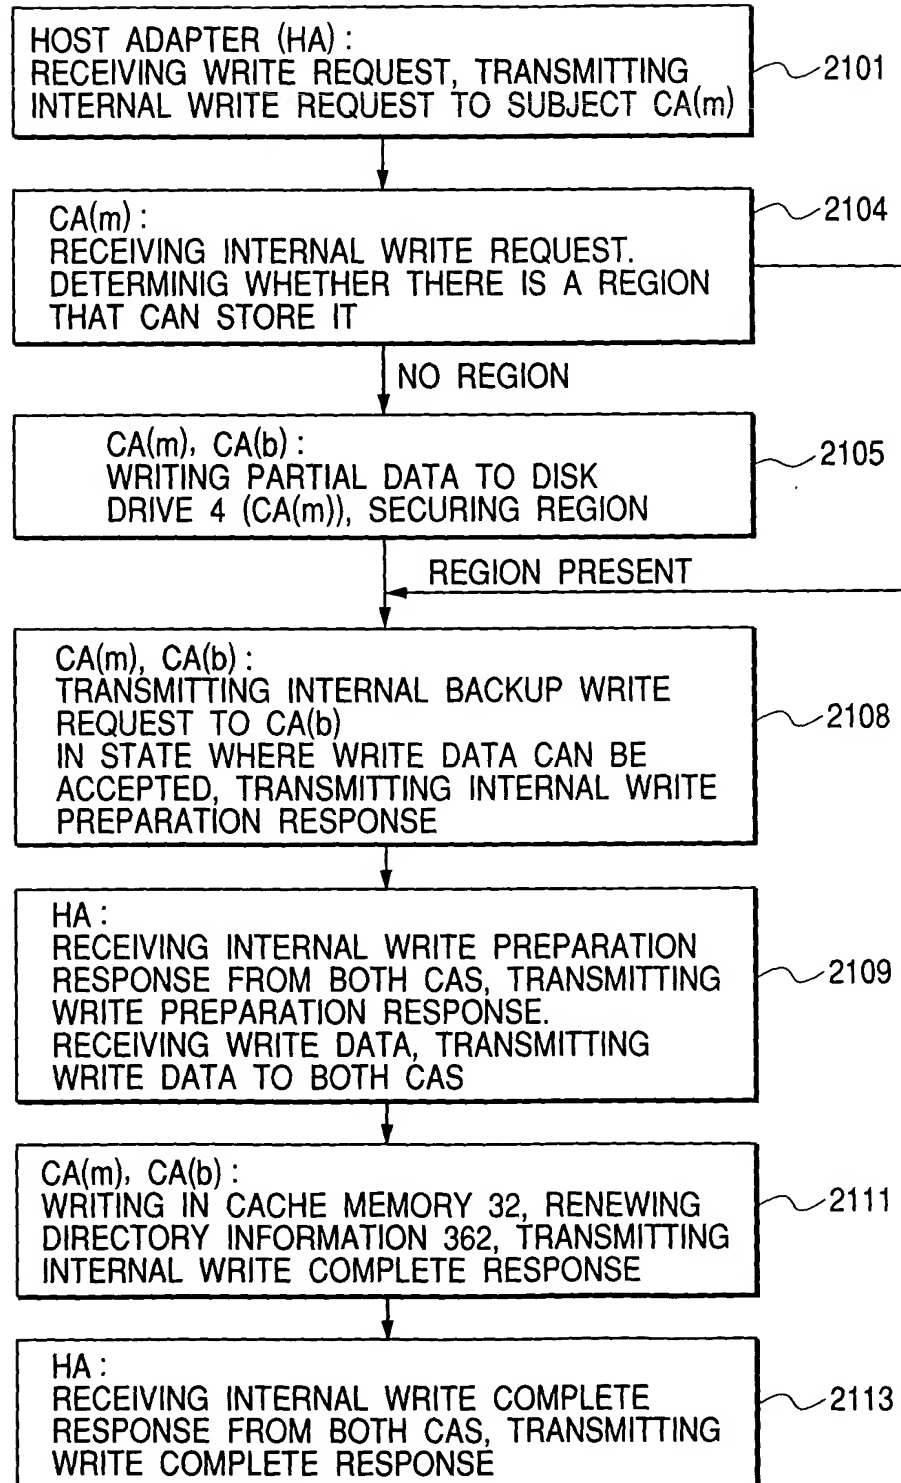 HOST ADAPTER (HA) :
RECEIVING WRITE REQUEST, TRANSMITTING
INTERNAL WRITE REQUEST TO SUBJECT CA(m)
2101
CA(m) :
RECEIVING INTERNAL WRITE REQUEST.
DETERMINIG WHETHER THERE IS A REGION
THAT CAN STORE IT
2104
NO REGION
CA(m), CA(b) :
WRITING PARTIAL DATA TO DISK
DRIVE 4 (CA(m)), SECURING REGION
2105
REGION PRESENT
CA(m), CA(b) :
TRANSMITTING INTERNAL BACKUP WRITE
REQUEST TO CA(b)
IN STATE WHERE WRITE DATA CAN BE
ACCEPTED, TRANSMITTING INTERNAL WRITE
PREPARATION RESPONSE
2108
HA :
RECEIVING INTERNAL WRITE PREPARATION
RESPONSE FROM BOTH CAS, TRANSMITTING
WRITE PREPARATION RESPONSE.
RECEIVING WRITE DATA, TRANSMITTING
WRITE DATA TO BOTH CAS
2109
CA(m), CA(b) :
WRITING IN CACHE MEMORY 32, RENEWING
DIRECTORY INFORMATION 362, TRANSMITTING
INTERNAL WRITE COMPLETE RESPONSE
2111
HA :
RECEIVING INTERNAL WRITE COMPLETE
RESPONSE FROM BOTH CAS, TRANSMITTING
WRITE COMPLETE RESPONSE
2113